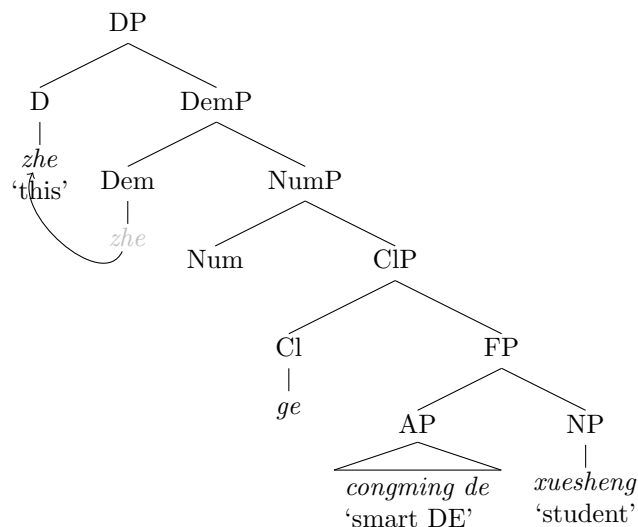 DP
D DemP
zhe
‘this’ Dem NumP
zhe Num ClP
Cl FP
ge AP NP
congming de xuesheng
‘smart DE’ ‘student’